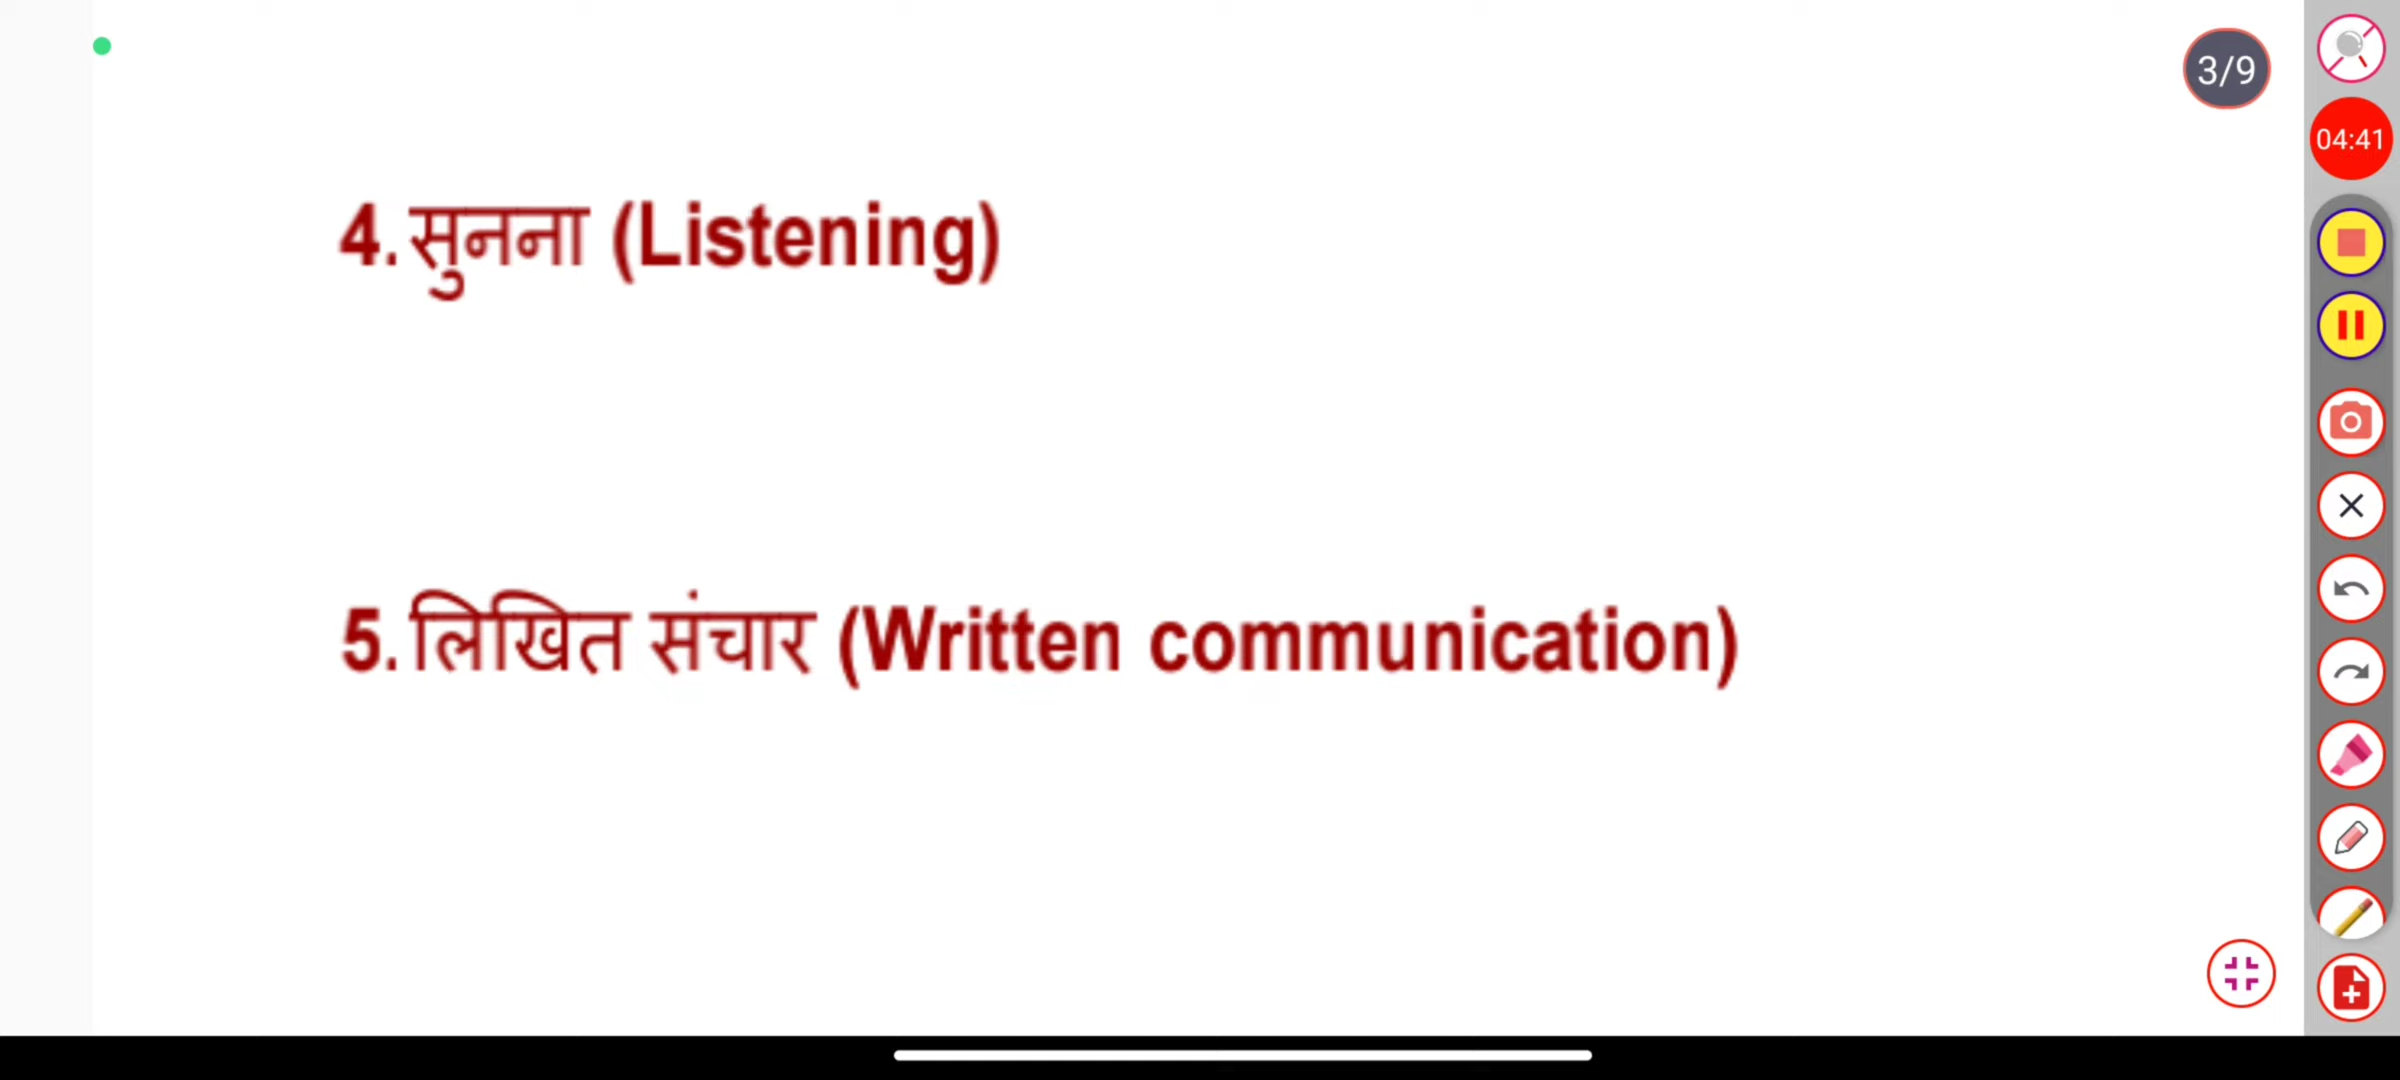 3/9
04:41
4. सुनना (Listening)
5. लिखित संचार (Written communication)